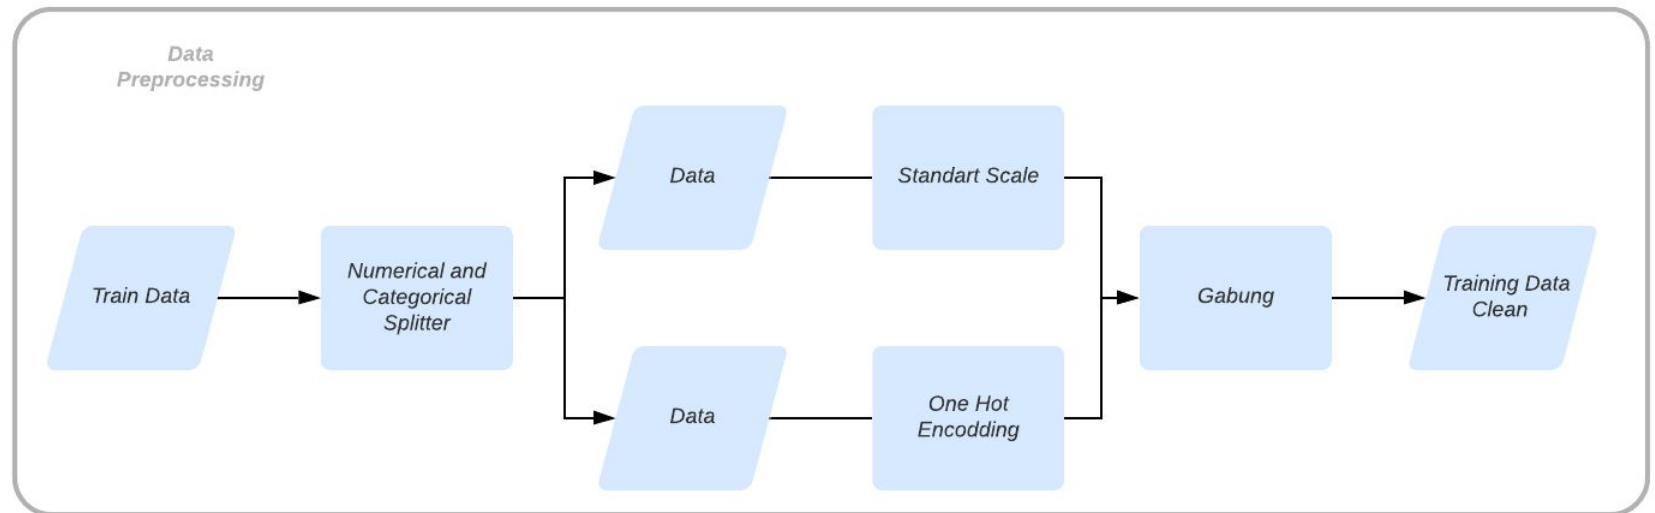 Data
Preprocessing
Train Data
Numerical and
Categorical
Splitter
Data
Standart Scale
Data
One Hot
Encodding
Gabung
Training Data
Clean